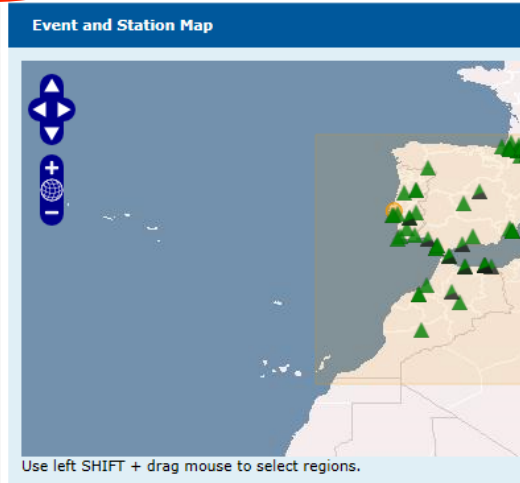 Event and Station Map
Use left SHIFT + drag mouse to select regions.